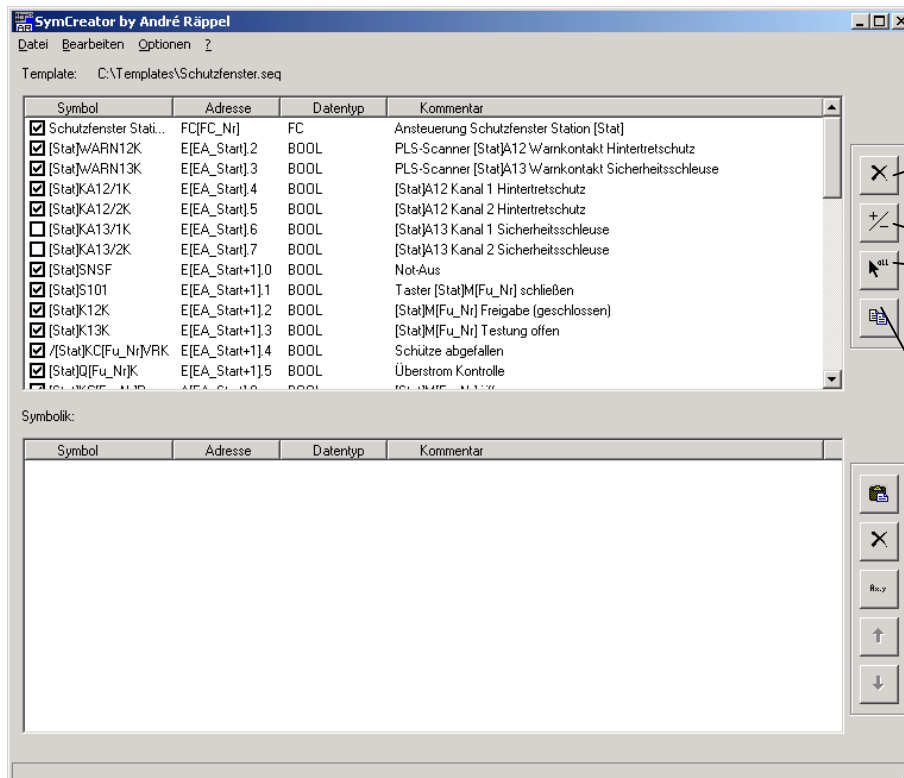 SymCreator by André Räppel
Datei Bearbeiten Optionen ?
Template: C:\Templates\Schutzfenster.seq
Symbol Adresse Datentyp Kommentar
Schutzfenster Stati... FC[FC_Nr] FC Ansteuerung Schutzfenster Station [Stat]
[Stat]WARN12K E[EA_Start].2 BOOL PLS-Scanner [Stat]A12 Warnkontakt Hintertretschutz
[Stat]WARN13K E[EA_Start].3 BOOL PLS-Scanner [Stat]A13 Warnkontakt Sicherheitsschleuse
[Stat]KA12/1K E[EA_Start].4 BOOL [Stat]A12 Kanal 1 Hintertretschutz
[Stat]KA12/2K E[EA_Start].5 BOOL [Stat]A12 Kanal 2 Hintertretschutz
[Stat]KA13/1K E[EA_Start].6 BOOL [Stat]A13 Kanal 1 Sicherheitsschleuse
[Stat]KA13/2K E[EA_Start].7 BOOL [Stat]A13 Kanal 2 Sicherheitsschleuse
[Stat]SNSF E[EA_Start+1].0 BOOL Not-Aus
[Stat]S101 E[EA_Start+1].1 BOOL Taster [Stat]M[Fu_Nr] schließen
[Stat]K12K E[EA_Start+1].2 BOOL [Stat]M[Fu_Nr] Freigabe (geschlossen)
[Stat]K13K E[EA_Start+1].3 BOOL [Stat]M[Fu_Nr] Testung offen
/[Stat]KC[Fu_Nr]VRK E[EA_Start+1].4 BOOL Schütze abgefallen
[Stat]Q[Fu_Nr]K E[EA_Start+1].5 BOOL Überstrom Kontrolle
+/-
all
Symbolik:
Symbol Adresse Datentyp Kommentar
Ax.y